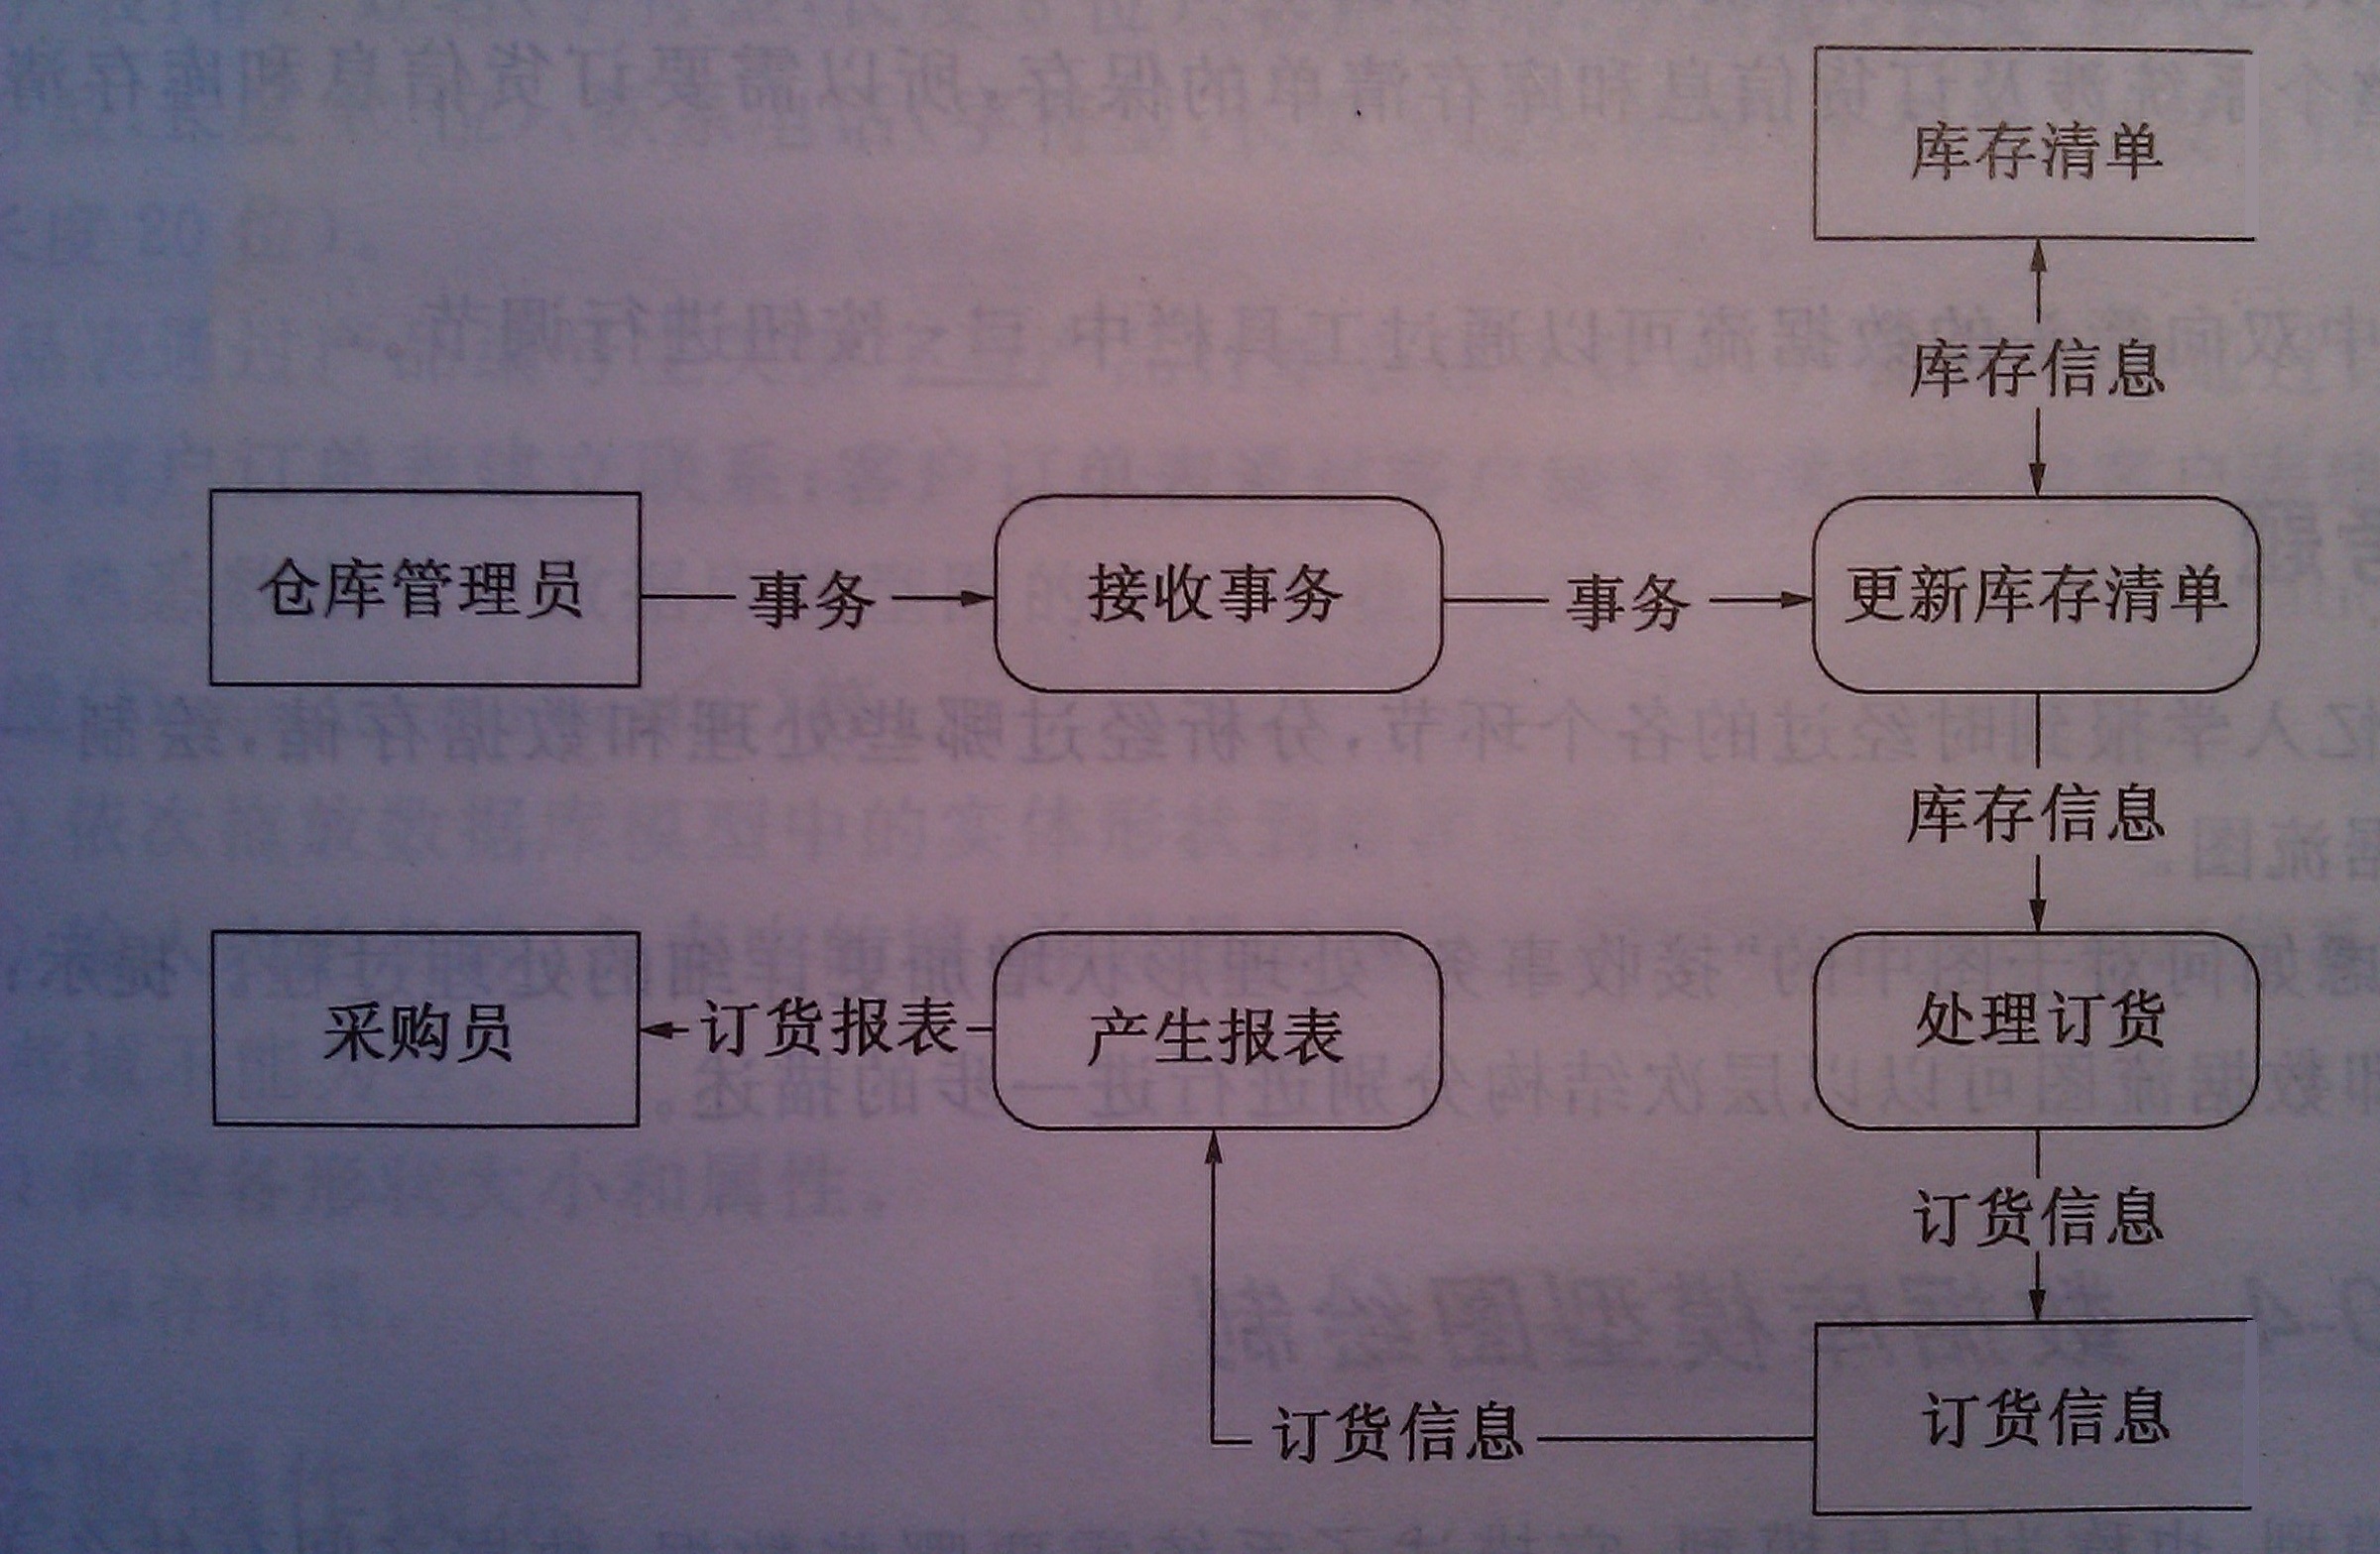 库存清单
库存信息
仓库管理员
事务
接收事务
事务
更新库存清单
库存信息
采购员
订货报表
产生报表
处理订货
订货信息
订货信息
订货信息